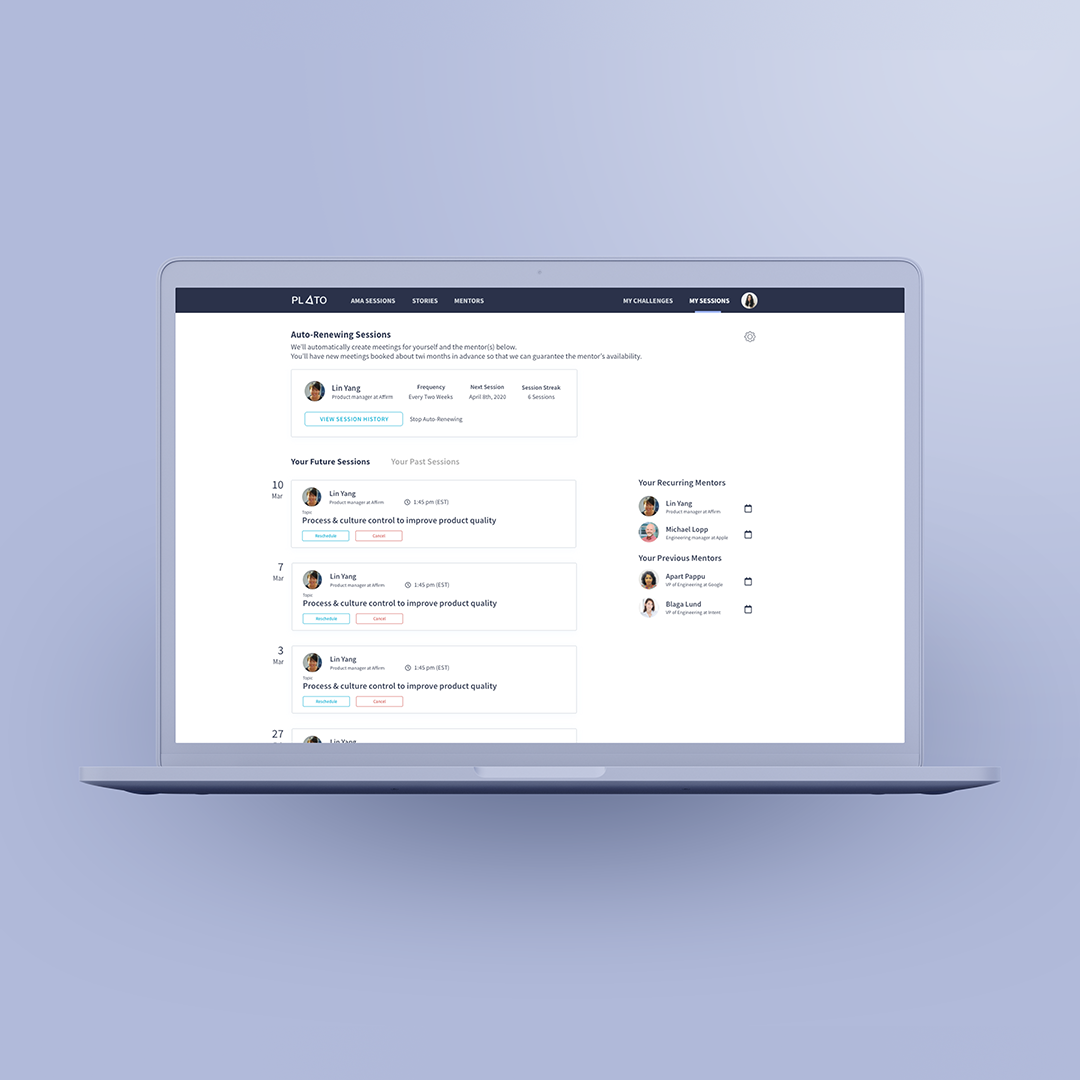 PLATO AMA SESSIONS STORIES MENTORS MY CHALLENGES MY SESSIONS
Auto-Renewing Sessions
We'll automatically create meetings for yourself and the mentor(s) below.
You'll have new meetings booked about twi months in advance so that we can guarantee the mentor's availability.
Lin Yang
Product manager at Affirm
Frequency
Every Two Weeks
Next Session
April 8th, 2020
Session Streak
6 Sessions
VIEW SESSION HISTORY Stop Auto-Renewing
Your Future Sessions Your Past Sessions
10
Mar
Lin Yang
Product manager at Affirm
1:45 pm (EST)
Topic
Process & culture control to improve product quality
Reschedule Cancel
7
Mar
Lin Yang
Product manager at Affirm
1:45 pm (EST)
Topic
Process & culture control to improve product quality
Reschedule Cancel
3
Mar
Lin Yang
Product manager at Affirm
1:45 pm (EST)
Topic
Process & culture control to improve product quality
Reschedule Cancel
27
Lin Yang
Your Recurring Mentors
Lin Yang
Product manager at Affirm
Michael Lopp
Engineering manager at Apple
Your Previous Mentors
Apart Pappu
VP of Engineering at Google
Blaga Lund
VP of Engineering at Intent